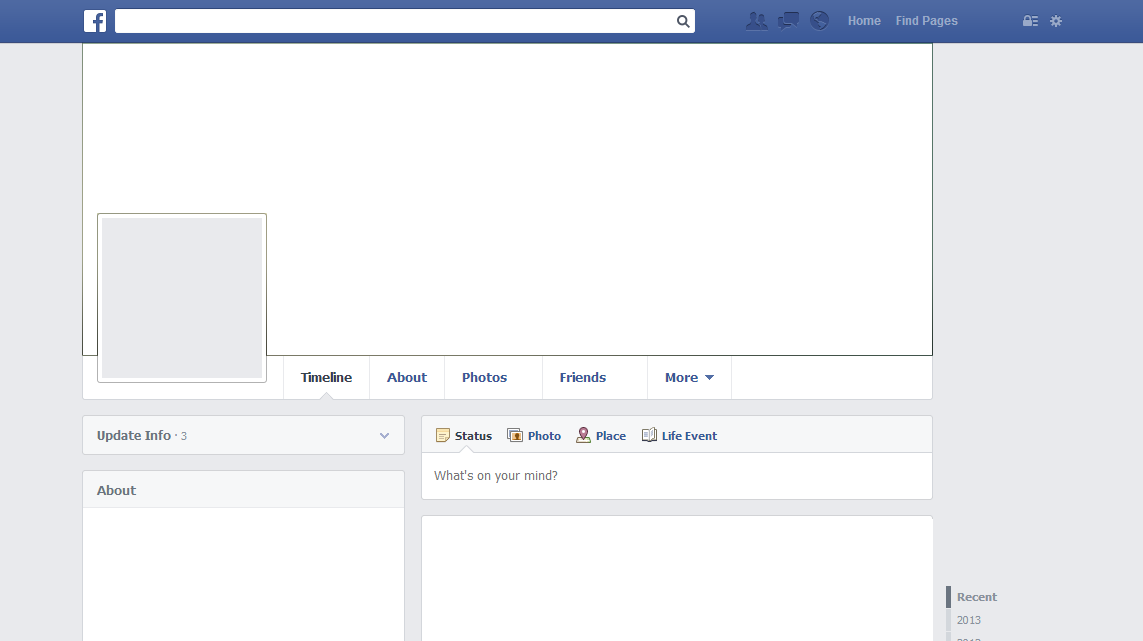 Home Find Pages
Timeline About Photos Friends More
Update Info · 3
Status Photo Place Life Event
What's on your mind?
About
Recent
2013